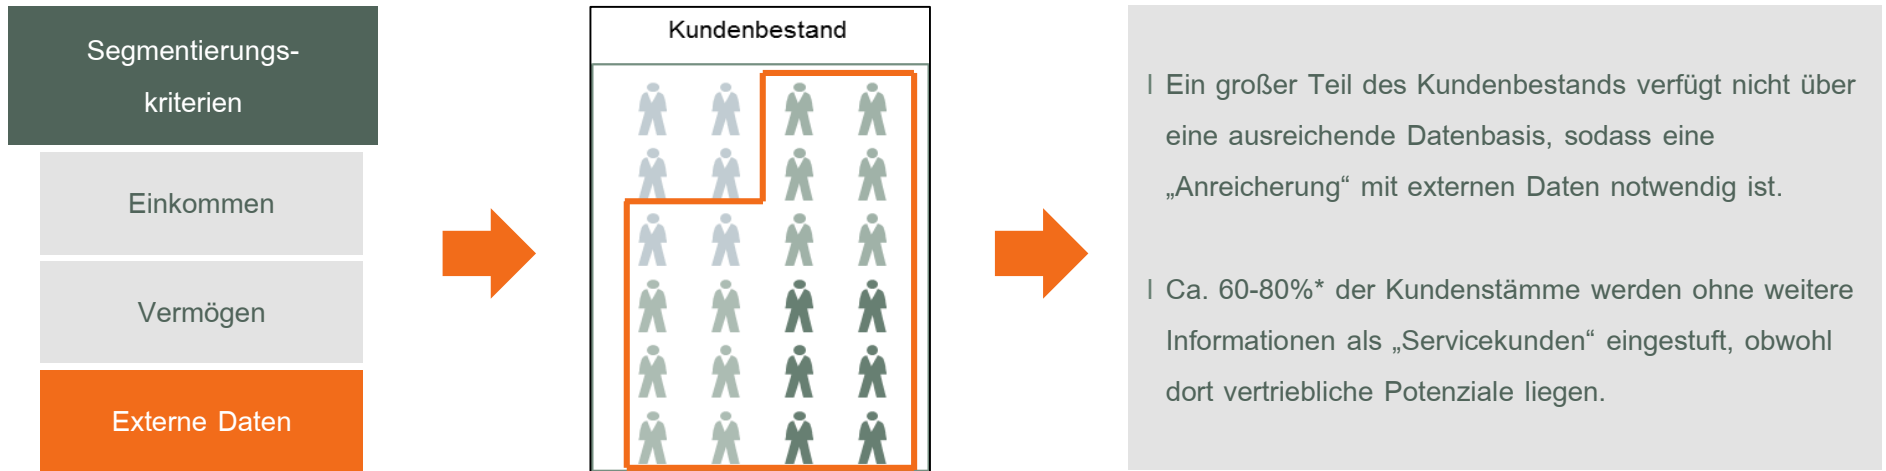 Segmentierungs-
kriterien
Einkommen
Vermögen
Externe Daten
Kundenbestand
l Ein großer Teil des Kundenbestands verfügt nicht über
eine ausreichende Datenbasis, sodass eine
„Anreicherung“ mit externen Daten notwendig ist.
l Ca. 60-80%* der Kundenstämme werden ohne weitere
Informationen als „Servicekunden“ eingestuft, obwohl
dort vertriebliche Potenziale liegen.